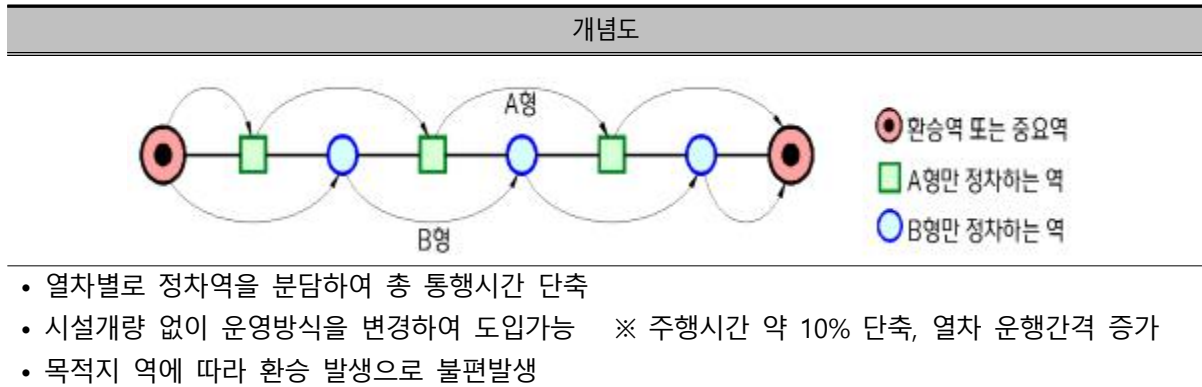 개념도
A형
환승역 또는 중요역
A형만 정차하는 역
B형만 정차하는 역
B형
• 열차별로 정차역을 분담하여 총 통행시간 단축
• 시설개량 없이 운영방식을 변경하여 도입가능 ※ 주행시간 약 10% 단축, 열차 운행간격 증가
• 목적지 역에 따라 환승 발생으로 불편발생